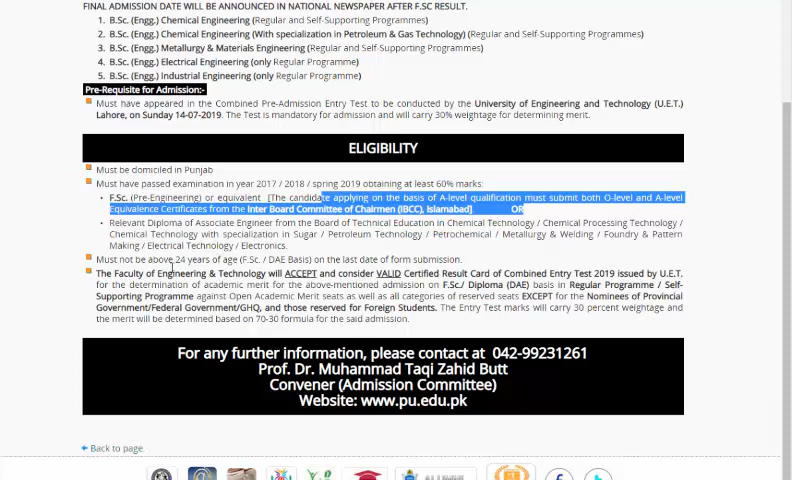 FINAL ADMISSION DATE WILL BE ANNOUNCED IN NATIONAL NEWSPAPER AFTER F.SC RESULT.
1. B.Sc. (Engg.) Chemical Engineering (Regular and Self-Supporting Programmes)
2. B.Sc. (Engg.) Chemical Engineering (With specialization in Petroleum & Gas Technology) (Regular and Self-Supporting Programmes)
3. B.Sc. (Engg.) Metallurgy & Materials Engineering (Regular and Self-Supporting Programmes)
4. B.Sc. (Engg.) Electrical Engineering (only Regular Programme)
5. B.Sc. (Engg.) Industrial Engineering (only Regular Programme)
Pre-Requisite for Admission:-
Must have appeared in the Combined Pre-Admission Entry Test to be conducted by the University of Engineering and Technology (U.E.T.)
Lahore, on Sunday 14-07-2019. The Test is mandatory for admission and will carry 30% weightage for determining merit.
ELIGIBILITY
Must be domiciled in Punjab
Must have passed examination in year 2017 / 2018 / spring 2019 obtaining at least 60% marks:
• F.Sc. (Pre-Engineering) or equivalent [The candidate applying on the basis of A-level qualification must submit both O-level and A-level
Equivalence Certificates from the Inter Board Committee of Chairmen (IBCC), Islamabad] OR
• Relevant Diploma of Associate Engineer from the Board of Technical Education in Chemical Technology / Chemical Processing Technology /
Chemical Technology with specialization in Sugar / Petroleum Technology / Petrochemical / Metallurgy & Welding / Foundry & Pattern
Making / Electrical Technology / Electronics.
Must not be above 24 years of age (F.Sc. / DAE Basis) on the last date of form submission.
The Faculty of Engineering & Technology will ACCEPT and consider VALID Certified Result Card of Combined Entry Test 2019 issued by U.E.T.
for the determination of academic merit for the above-mentioned admission on F.Sc./ Diploma (DAE) basis in Regular Programme / Self-
Supporting Programme against Open Academic Merit seats as well as all categories of reserved seats EXCEPT for the Nominees of Provincial
Government/Federal Government/GHQ, and those reserved for Foreign Students. The Entry Test marks will carry 30 percent weightage and
the merit will be determined based on 70-30 formula for the said admission.
For any further information, please contact at 042-99231261
Prof. Dr. Muhammad Taqi Zahid Butt
Convener (Admission Committee)
Website: www.pu.edu.pk
Back to page